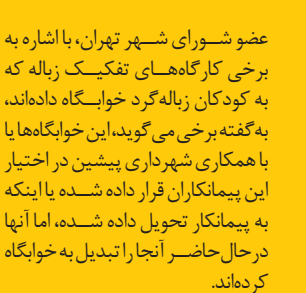 عضو شورای شهر تهران، با اشاره به
برخی کارگاه‌های تفکیک زباله که
به کودکان زباله‌گرد خوابگاه داده‌اند،
به‌گفته برخی می‌گوید، این خوابگاه‌ها یا
با همکاری شهرداری پیشین در اختیار
این پیمانکاران قرار داده شده یا اینکه
به پیمانکار تحویل داده شده، اما آنها
در حال حاضر آنجا را تبدیل به خوابگاه
کرده‌اند.